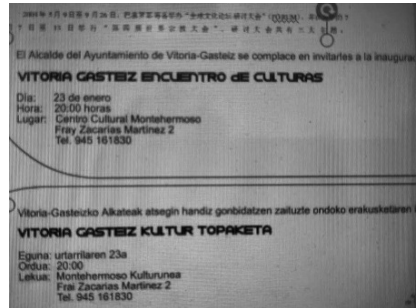 El Alcalde del Ayuntamiento de Vitoria-Gasteiz se complace en invitarles a la inaugura
VITORIA GASTEIZ ENCUENTRO dE CULTURAS
Día: 23 de enero
Hora: 20:00 horas
Lugar: Centro Cultural Montehermoso
Fray Zacarías Martínez 2
Tel. 945 161830
Vitoria-Gasteizko Alkateak atsegin handiz gonbidatzen zaituzte ondoko erakusketaren
VITORIA GASTEIZ KULTUR TOPAKETA
Eguna: urtarrilaren 23a
Ordua: 20:00
Lekua: Montehermoso Kulturunea
Frai Zacarias Martinez 2
Tel. 945 161830